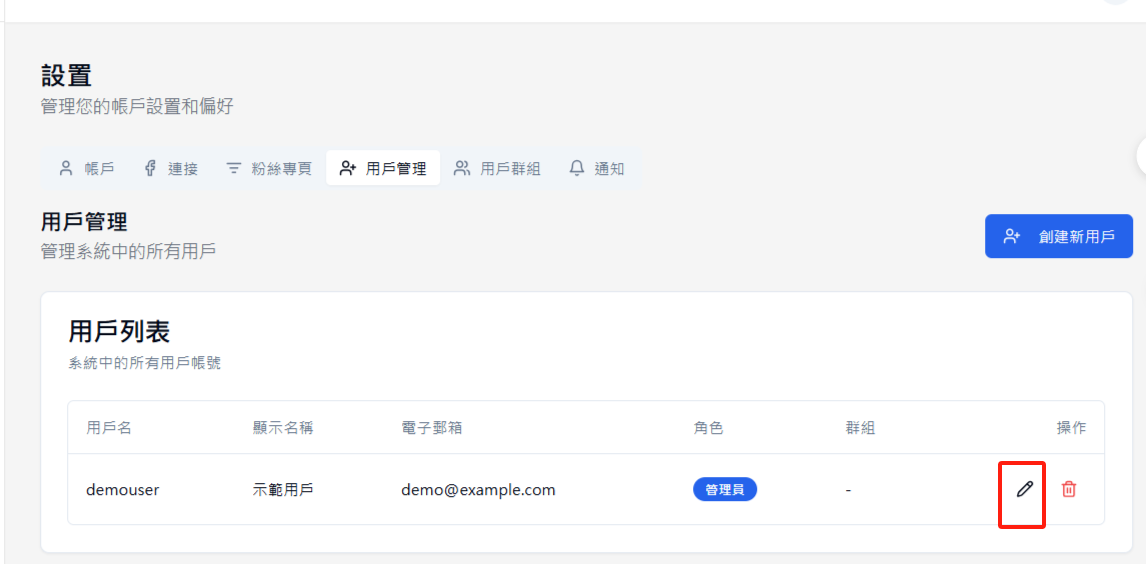 設置
管理您的帳戶設置和偏好
帳戶 連接 粉絲專頁 用戶管理 用戶群組 通知
用戶管理
管理系統中的所有用戶
創建新用戶
用戶列表
系統中的所有用戶帳號
用戶名 顯示名稱 電子郵箱 角色 群組 操作
demouser 示範用戶 demo@example.com 管理員 -